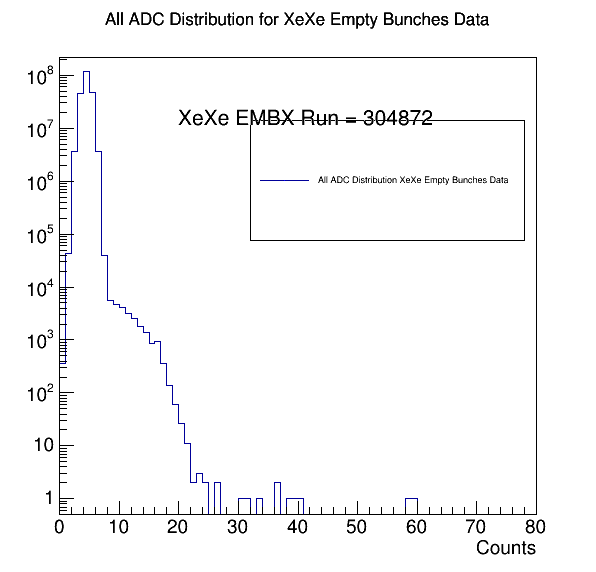 All ADC Distribution for XeXe Empty Bunches Data
XeXe EMBX Run = 304872
All ADC Distribution XeXe Empty Bunches Data
10^8
10^7
10^6
10^5
10^4
10^3
10^2
10
1
0 10 20 30 40 50 60 70 80
Counts